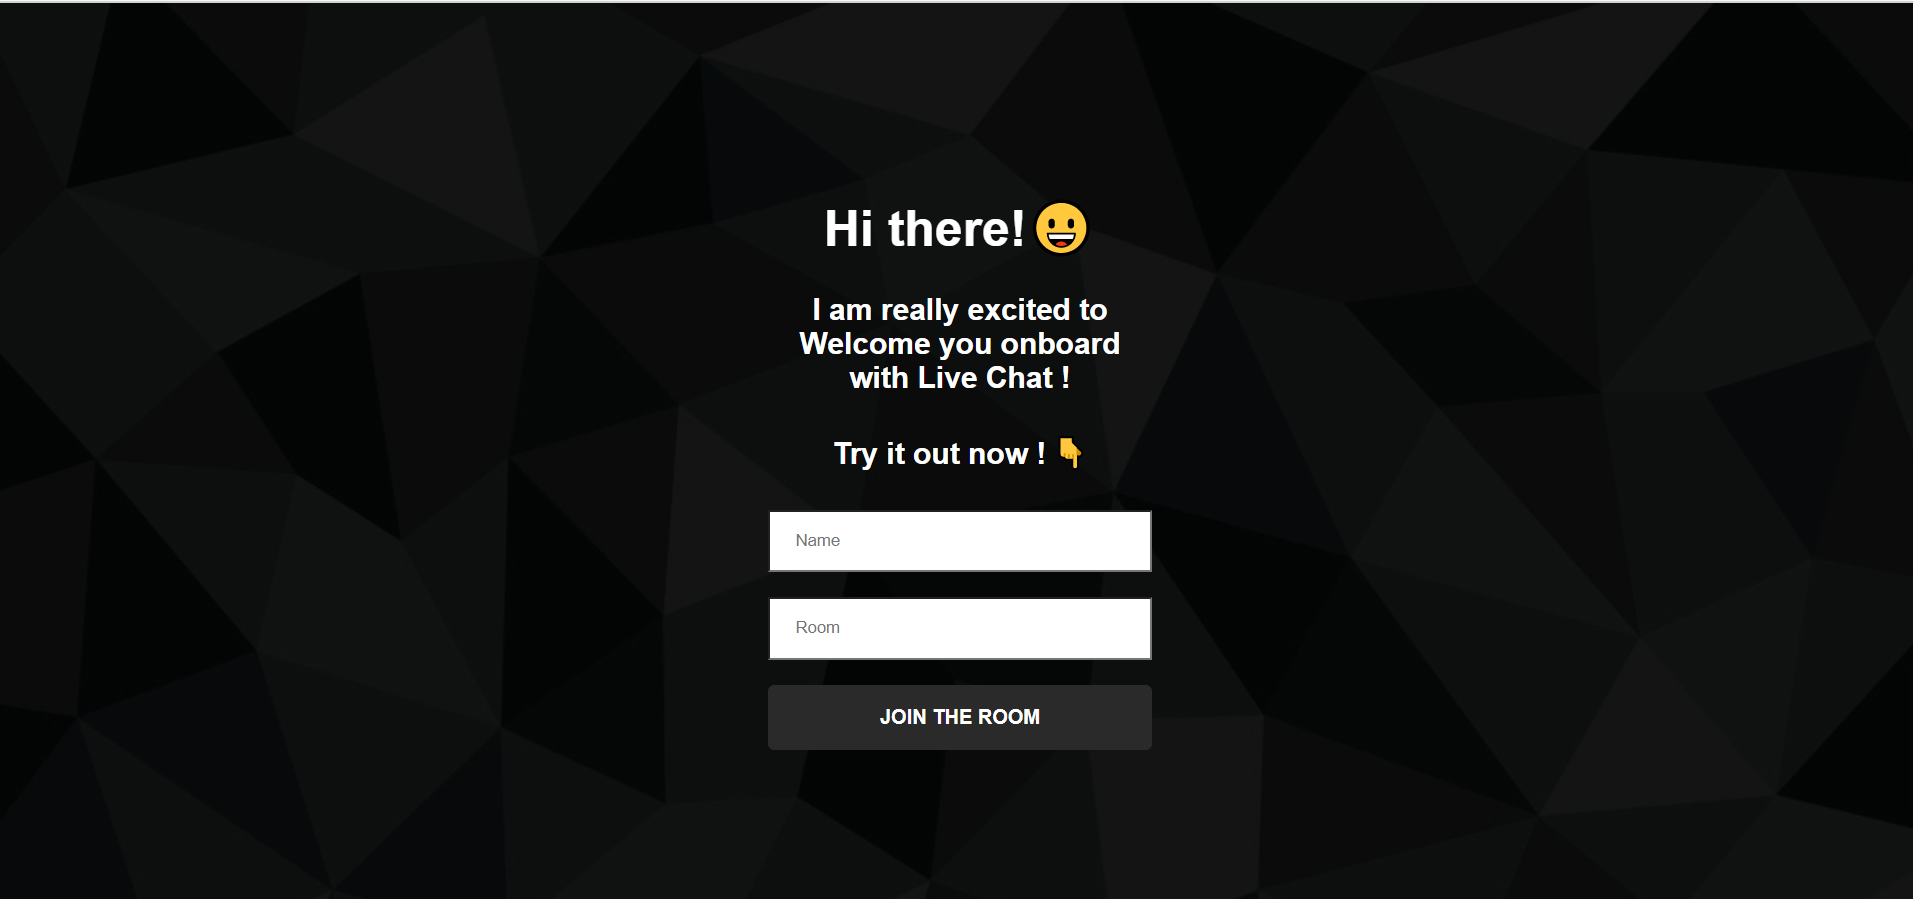 Hi there!😀
I am really excited to
Welcome you onboard
with Live Chat !
Try it out now ! 👇
Name
Room
JOIN THE ROOM